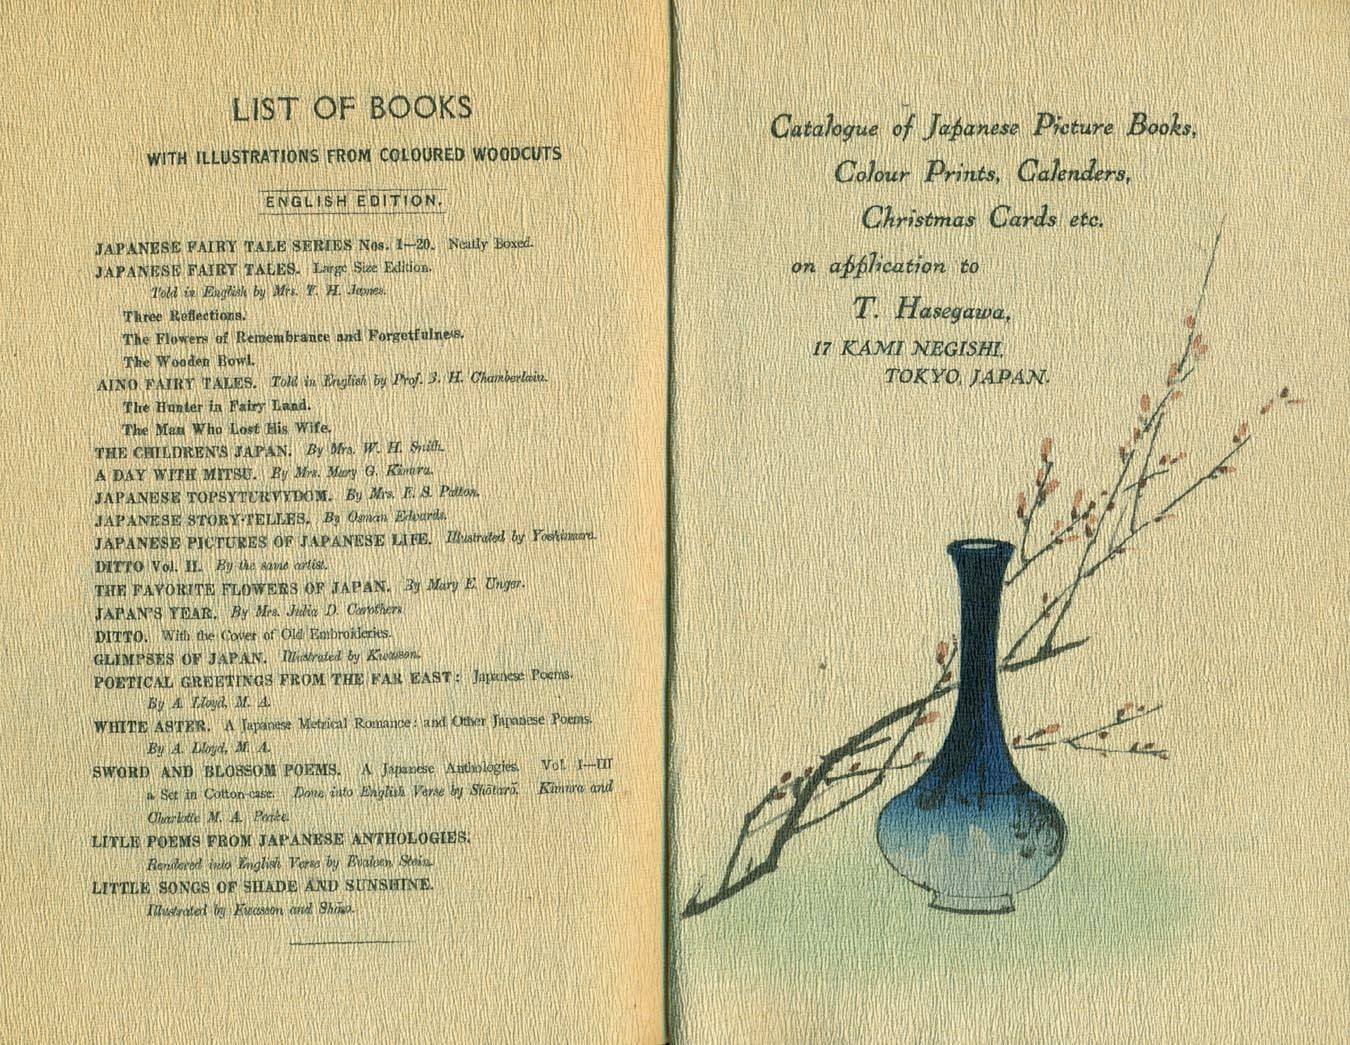 LIST OF BOOKS
WITH ILLUSTRATIONS FROM COLOURED WOODCUTS
ENGLISH EDITION.
JAPANESE FAIRY TALE SERIES Nos. 1—20. Neatly Boxed.
JAPANESE FAIRY TALES. Large Size Edition.
Told in English by Mrs. T. H. James.
Three Reflections.
The Flowers of Remembrance and Forgetfulness.
The Wooden Bowl.
AINO FAIRY TALES. Told in English by Prof. B. H. Chamberlain.
The Hunter in Fairy Land.
The Man Who Lost His Wife.
THE CHILDREN'S JAPAN. By Mrs. W. H. Smith.
A DAY WITH MITSU. By Mrs. Mary G. Kimura.
JAPANESE TOPSYTURVYDOM. By Mrs. E. S. Patton.
JAPANESE STORY-TELLES. By Osman Edwards.
JAPANESE PICTURES OF JAPANESE LIFE. Illustrated by Yoshimune.
DITTO Vol. II. By the same artist.
THE FAVORITE FLOWERS OF JAPAN. By Mary E. Unger.
JAPAN'S YEAR. By Mrs. Julia D. Carothers
DITTO. With the Cover of Old Embroideries.
GLIMPSES OF JAPAN. Illustrated by Kwasson.
POETICAL GREETINGS FROM THE FAR EAST: Japanese Poems.
By A. Lloyd, M. A.
WHITE ASTER. A Japanese Metrical Romance: and Other Japanese Poems.
By A. Lloyd, M. A.
SWORD AND BLOSSOM POEMS. A Japanese Anthologies. Vol. I—III
a Set in Cotton-case. Done into English Verse by Shōtarō. Kimura and
Charlotte M. A. Peake.
LITLE POEMS FROM JAPANESE ANTHOLOGIES.
Rendered into English Verse by Evaleen Stein.
LITTLE SONGS OF SHADE AND SUNSHINE.
Illustrated by Kwasson and Shōso.
Catalogue of Japanese Picture Books,
Colour Prints, Calenders,
Christmas Cards etc.
on application to
T. Hasegawa,
17 KAMI NEGISHI,
TOKYO, JAPAN.